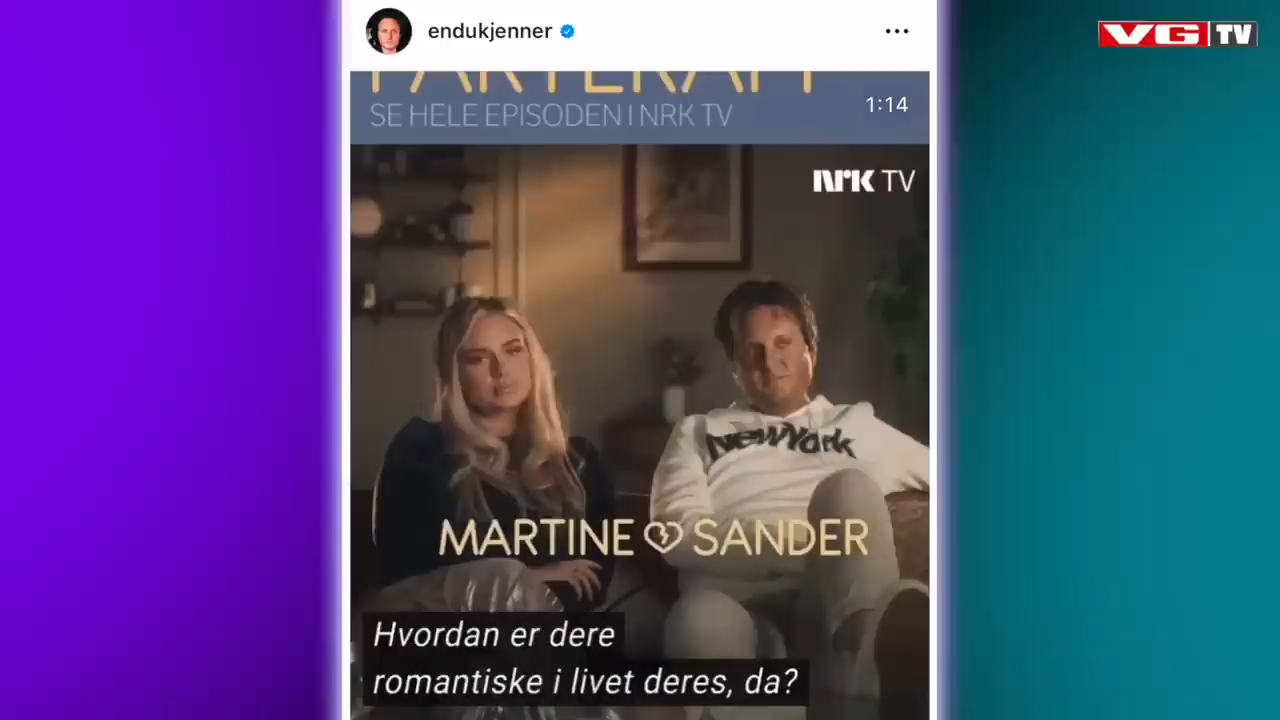 endukjenner
VG TV
SE HELE EPISODEN I NRK TV
1:14
NRK TV
NEWYORK
MARTINE SANDER
Hvordan er dere
romantiske i livet deres, da?